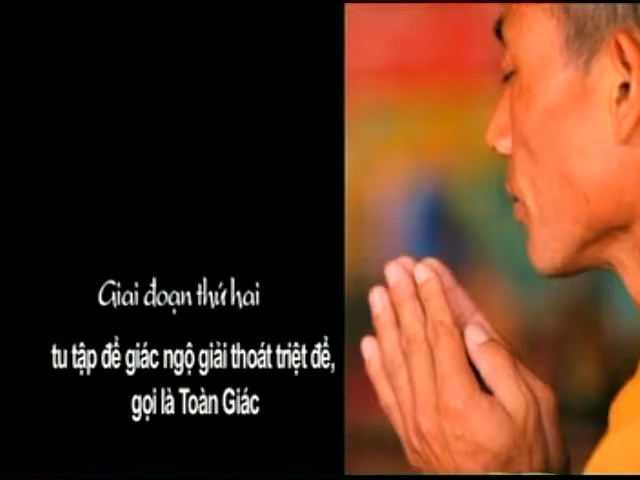 Giai đoạn thứ hai
tu tập để giác ngộ giải thoát triệt để,
gọi là Toàn Giác